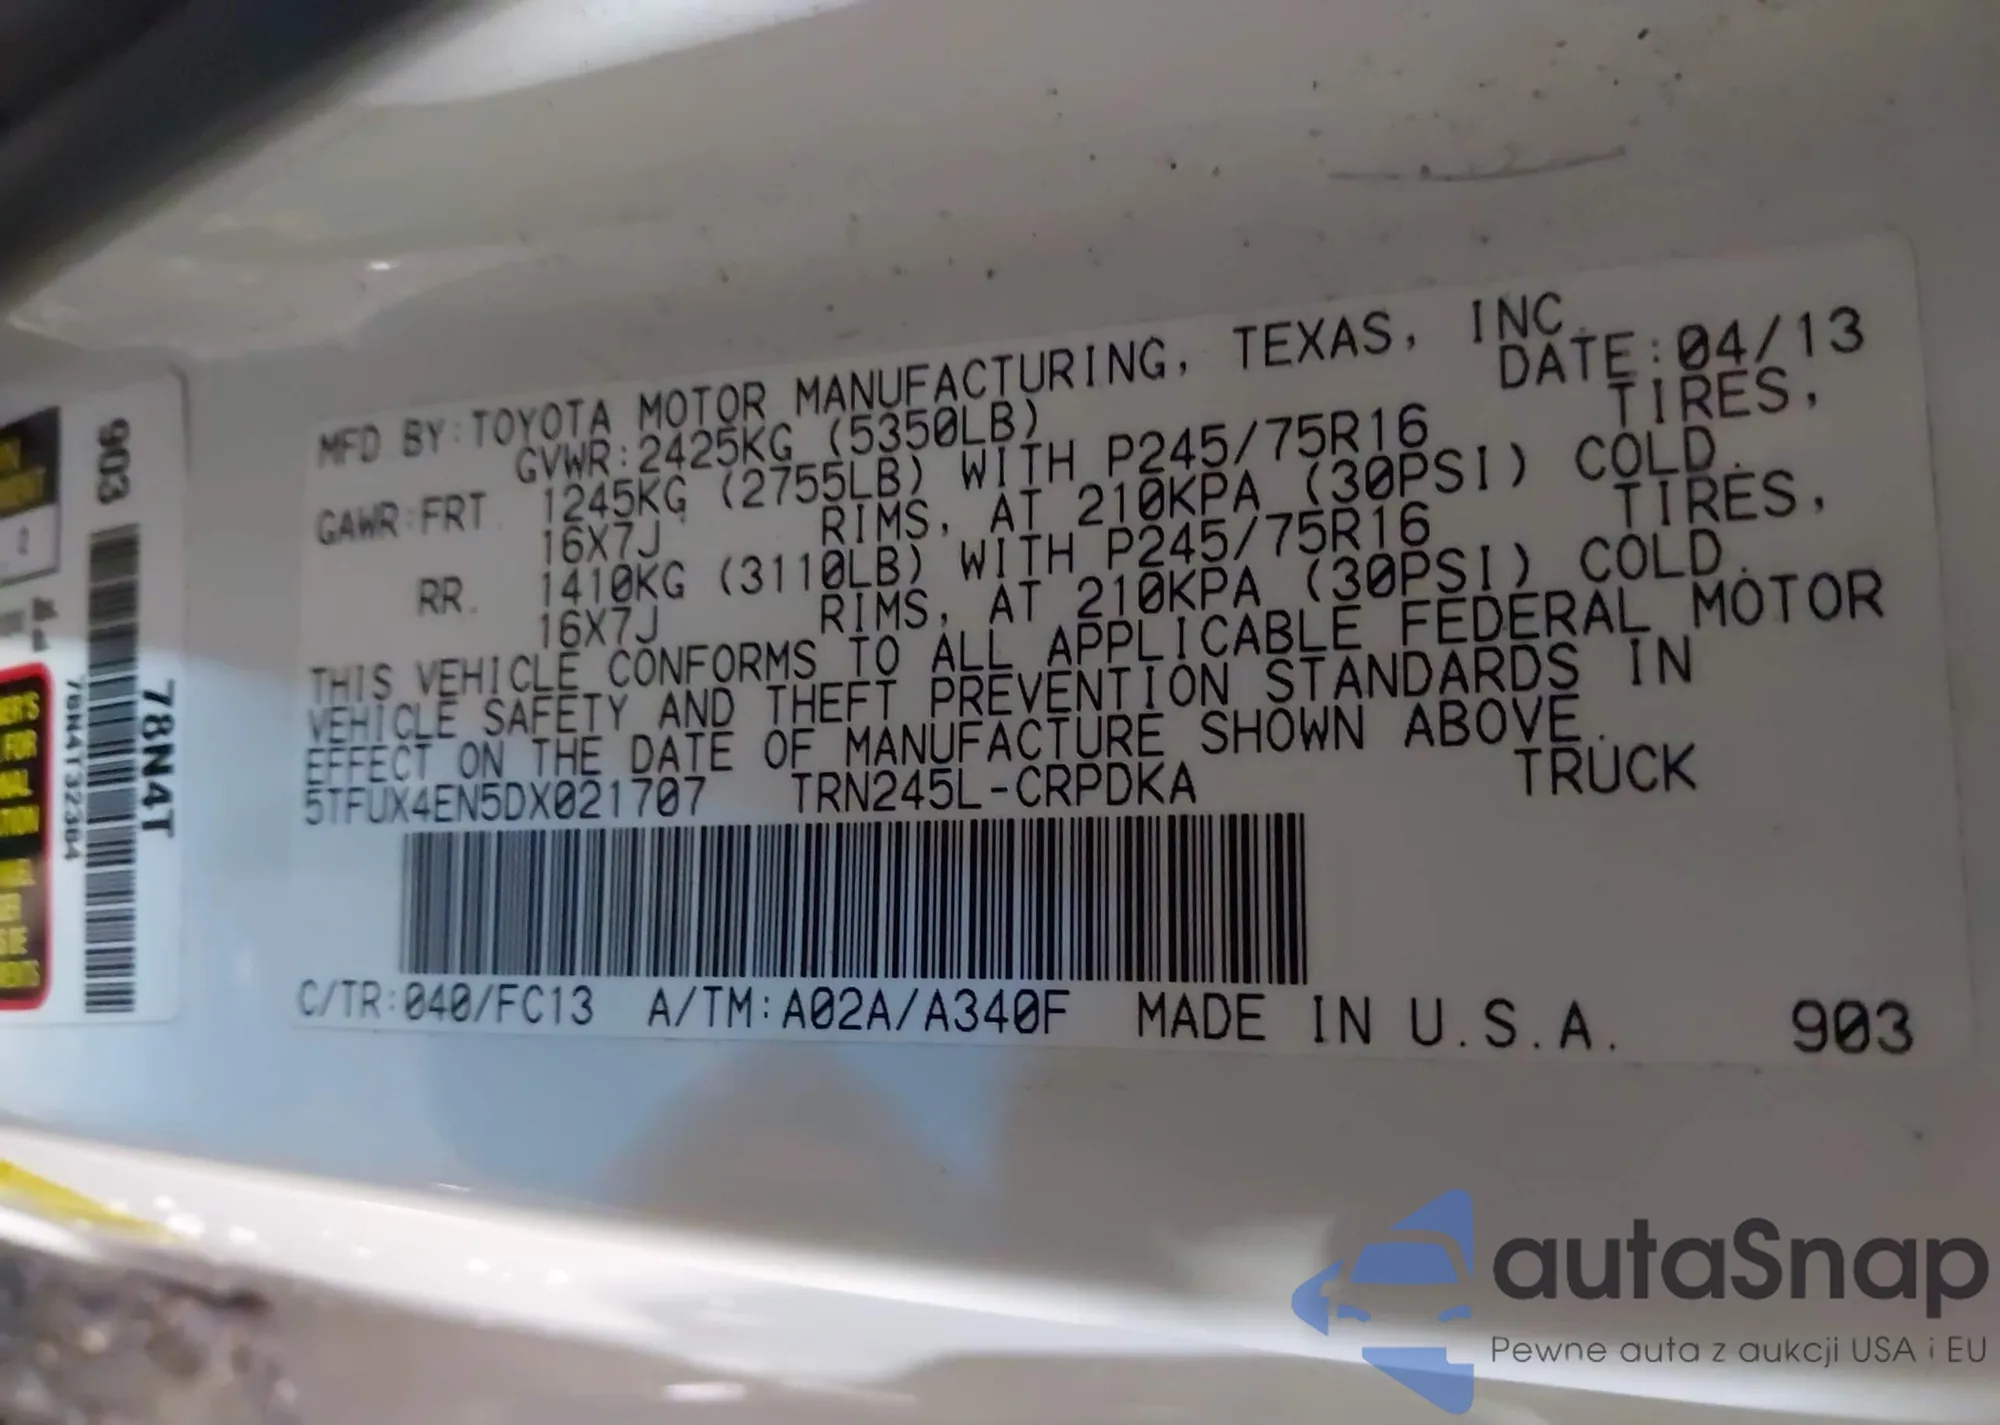 MFD BY:TOYOTA MOTOR MANUFACTURING, TEXAS, INC.
DATE:04/13
GVWR:2425KG (5350LB)
GAWR:FRT 1245KG (2755LB) WITH P245/75R16 TIRES,
16X7J RIMS, AT 210KPA (30PSI) COLD.
RR. 1410KG (3110LB) WITH P245/75R16 TIRES,
16X7J RIMS, AT 210KPA (30PSI) COLD.
THIS VEHICLE CONFORMS TO ALL APPLICABLE FEDERAL MOTOR
VEHICLE SAFETY AND THEFT PREVENTION STANDARDS IN
EFFECT ON THE DATE OF MANUFACTURE SHOWN ABOVE.
5TFUX4EN5DX021707 TRN245L-CRPDKA TRUCK
C/TR:040/FC13 A/TM:A02A/A340F MADE IN U.S.A. 903
903
78N4T
78N4T32384
FOR
autaSnap
Pewne auta z aukcji USA i EU